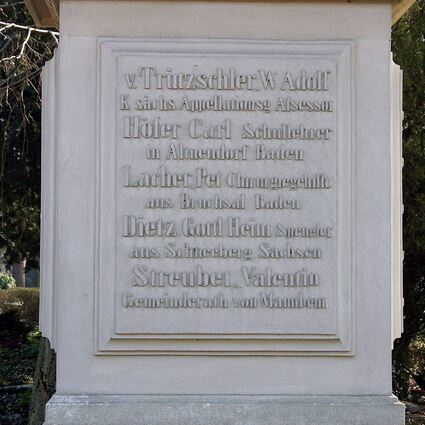 v. Trützschler, W. Adolf
K. sächs. Appellationsg. Assessor
Höfer Carl Schullehrer
in Altneudorf Baden
Lacher, Pet. Chirurgiegehilfe
aus Bruchsal Baden
Dietz Gottl. Heinr. Spengler
aus Schneeberg Sachsen
Streuber, Valentin
Gemeinderath von Mannheim